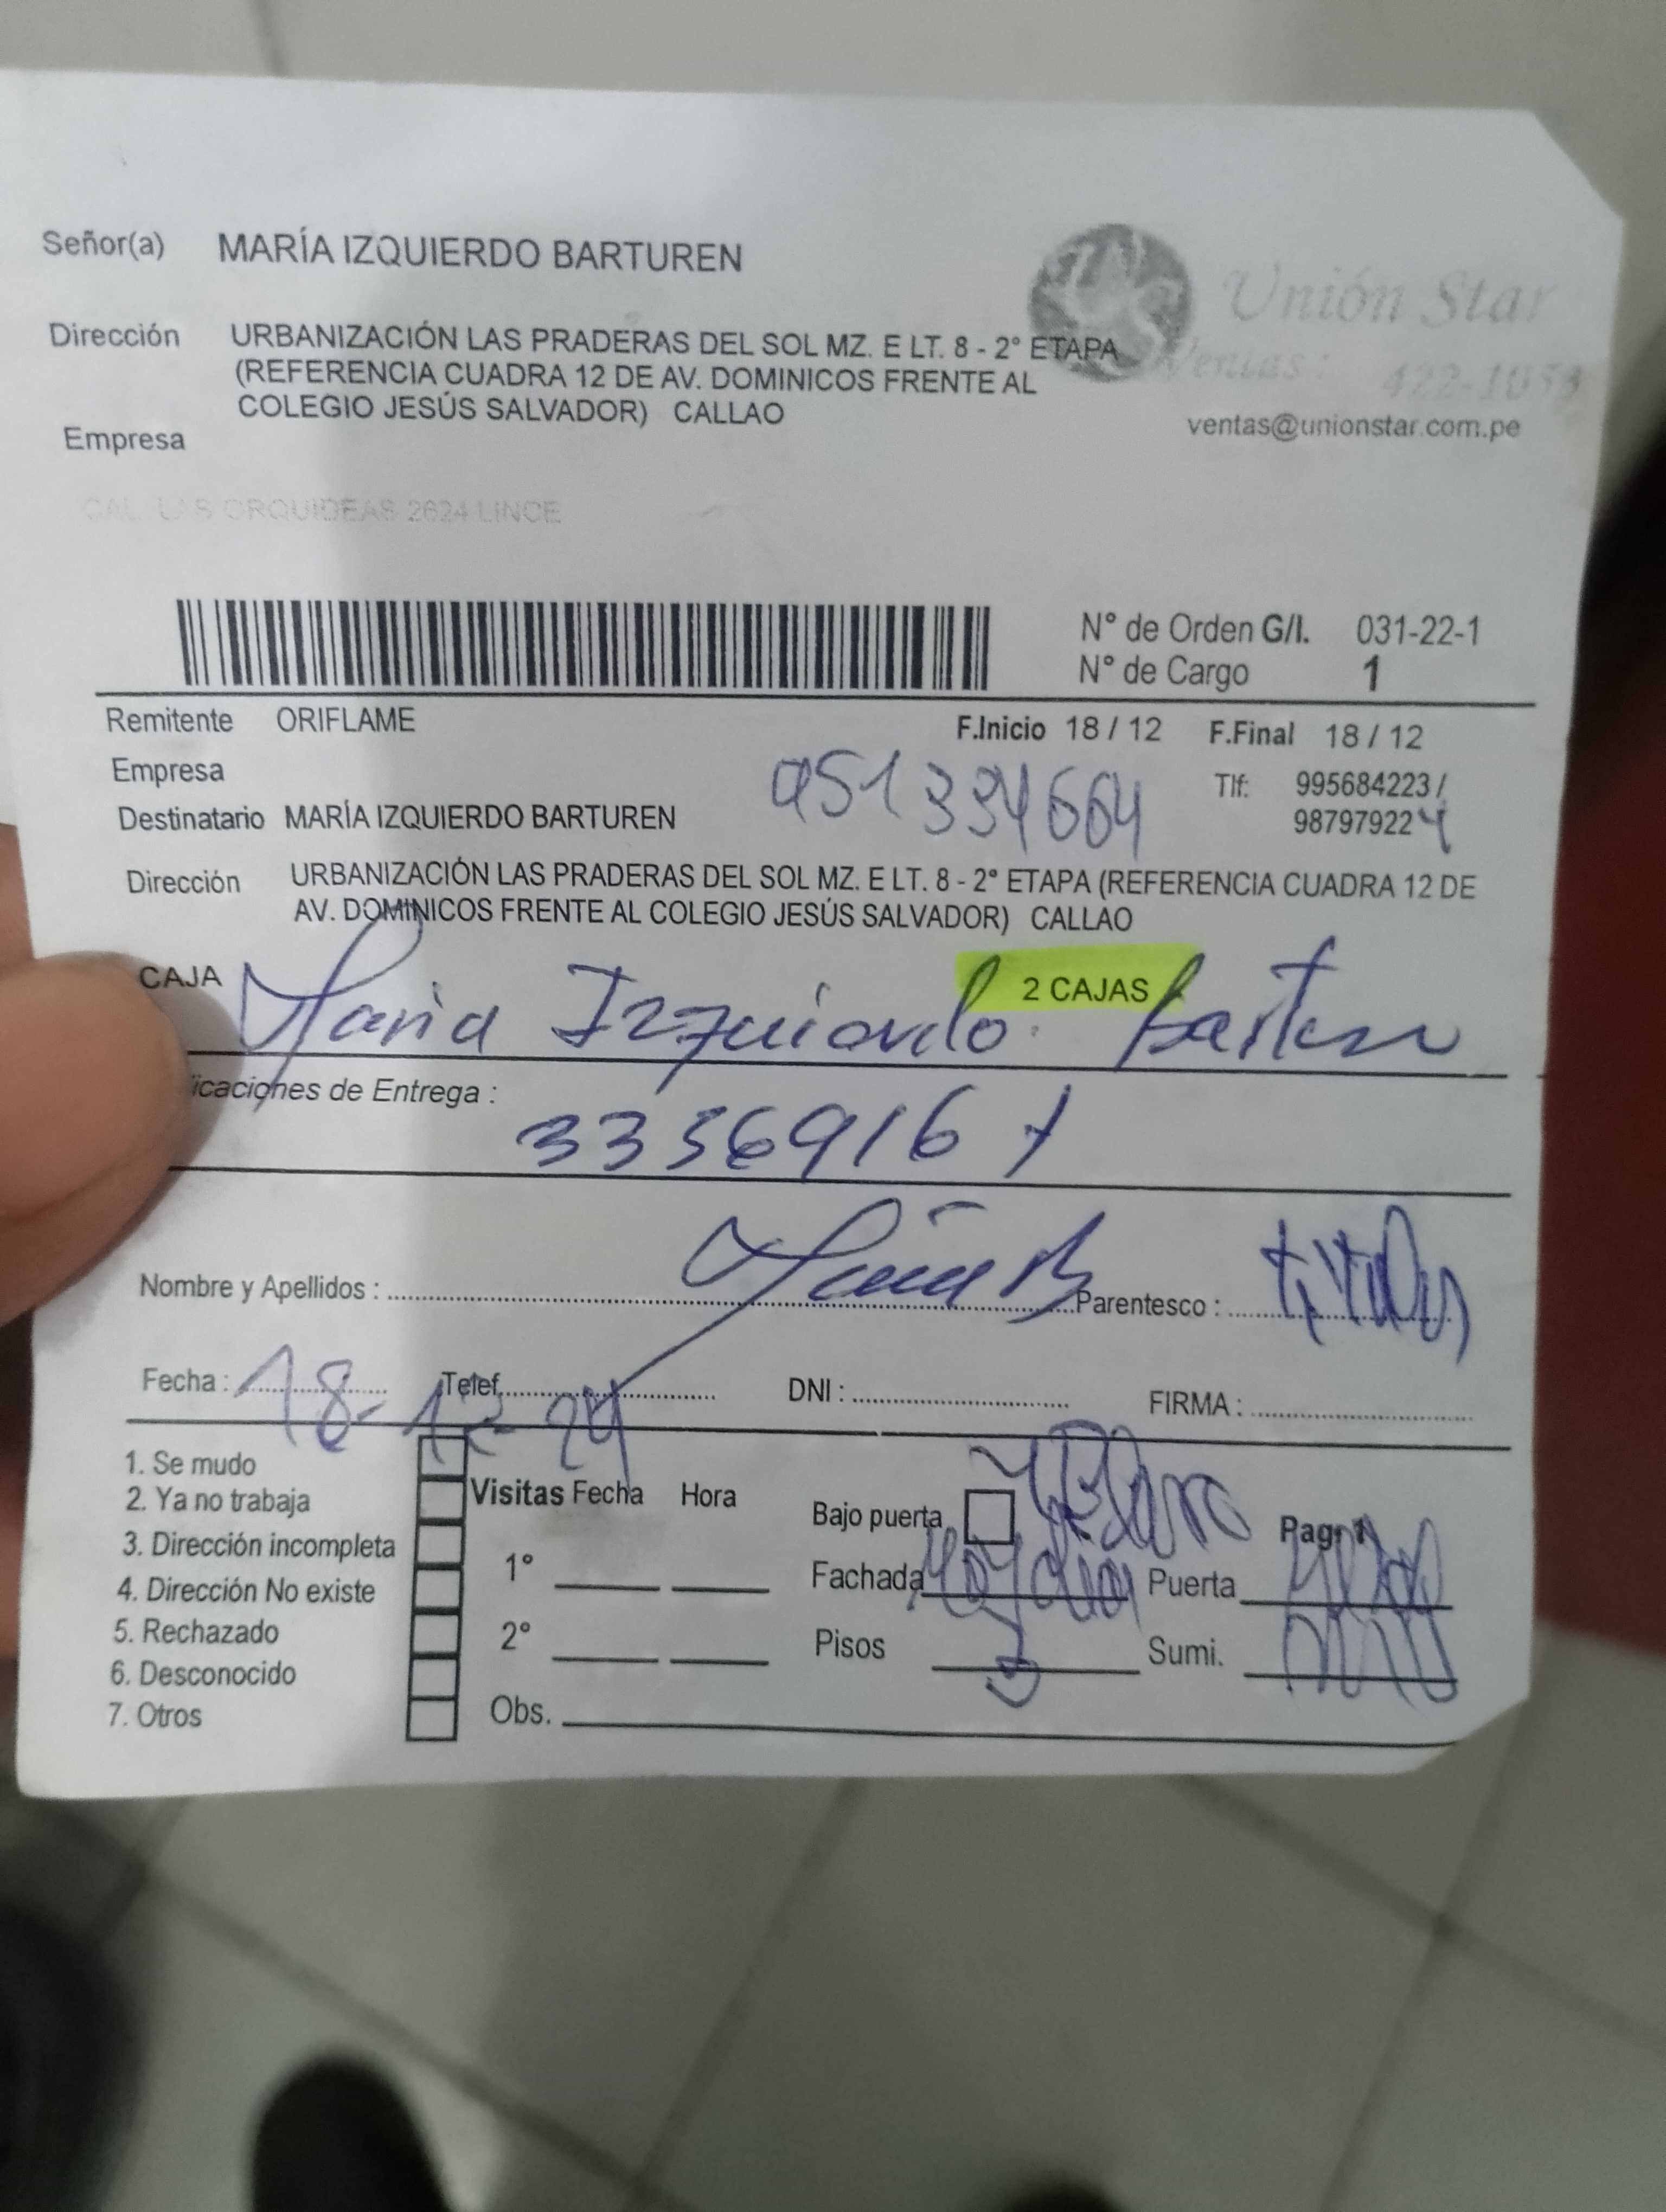 Señor(a) MARÍA IZQUIERDO BARTUREN
Unión Star
Dirección URBANIZACIÓN LAS PRADERAS DEL SOL MZ. E LT. 8 - 2° ETAPA
Ventas:
(REFERENCIA CUADRA 12 DE AV. DOMINICOS FRENTE AL
COLEGIO JESÚS SALVADOR) CALLAO
ventas@unionstar.com.pe
Empresa
CAL. LAS ORQUIDEAS 2624 LINCE
N° de Orden G/I. 031-22-1
N° de Cargo 1
Remitente ORIFLAME F.Inicio 18 / 12 F.Final 18 / 12
Empresa
951334664
Tlf: 995684223 /
987979224
Destinatario MARÍA IZQUIERDO BARTUREN
Dirección URBANIZACIÓN LAS PRADERAS DEL SOL MZ. E LT. 8 - 2° ETAPA (REFERENCIA CUADRA 12 DE
AV. DOMINICOS FRENTE AL COLEGIO JESÚS SALVADOR) CALLAO
CAJA 2 CAJAS
Maria Izquierdo
icaciones de Entrega :
Nombre y Apellidos : Parentesco :
Fecha : 18-12-24 Telef. DNI : FIRMA :
1. Se mudo
2. Ya no trabaja
3. Dirección incompleta
4. Dirección No existe
5. Rechazado
6. Desconocido
7. Otros
Visitas Fecha Hora
1°
2°
Obs.
Bajo puerta Pag: 1
Fachada Puerta
Pisos 3 Sumi.